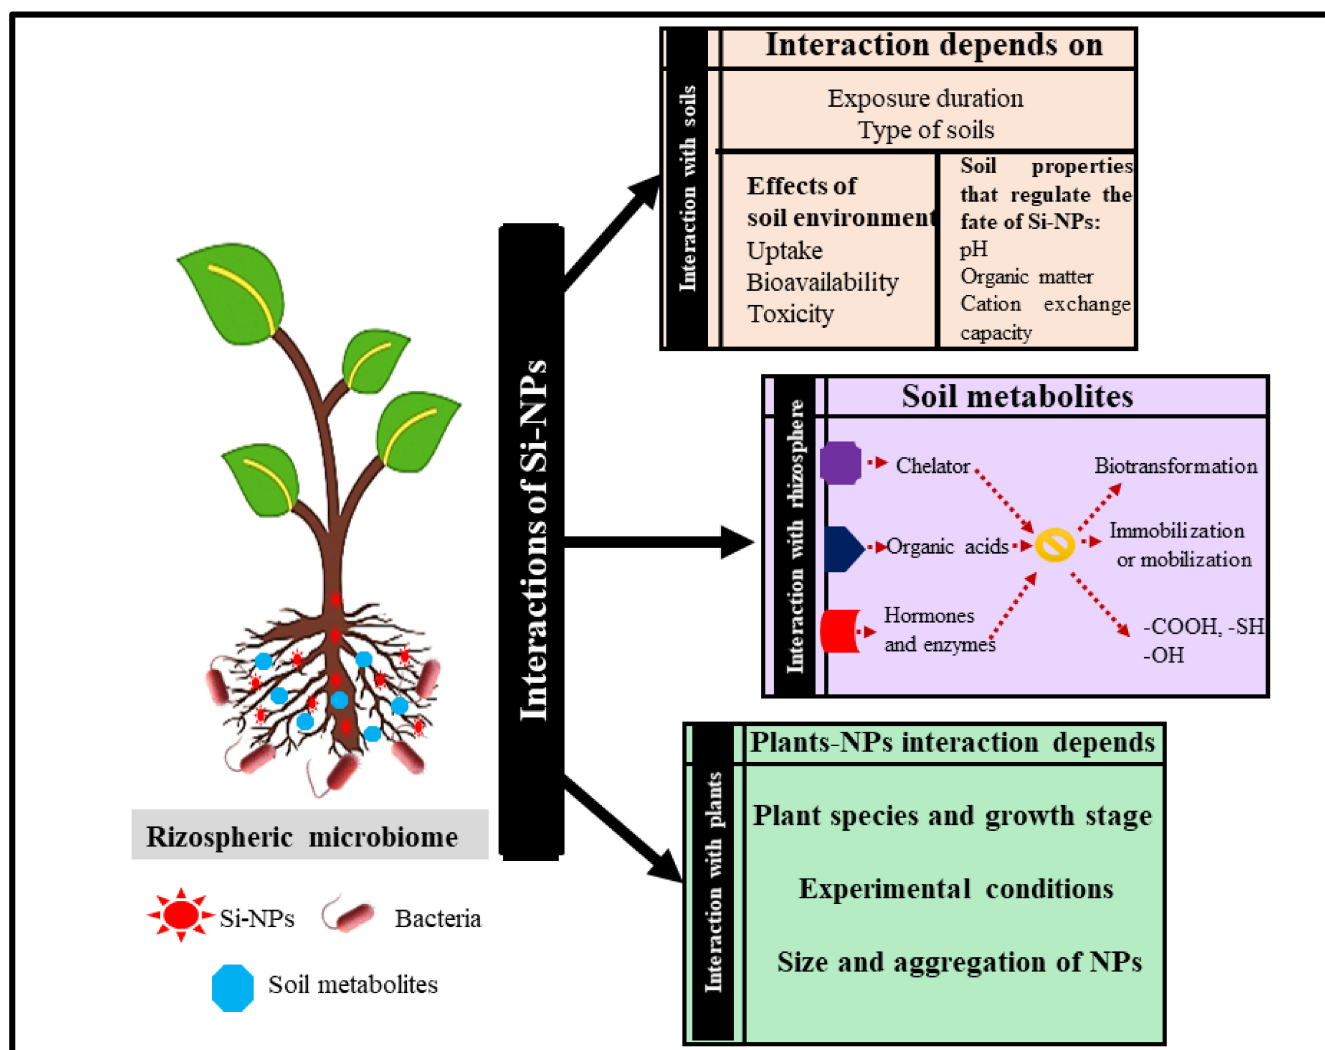 Interaction depends on
Interaction with soils
Exposure duration
Type of soils
Effects of
soil environment
Uptake
Bioavailability
Toxicity
Soil properties
that regulate the
fate of Si-NPs:
pH
Organic matter
Cation exchange
capacity
Interactions of Si-NPs
Soil metabolites
Interaction with rhizosphere
Chelator
Organic acids
Hormones
and enzymes
Biotransformation
Immobilization
or mobilization
-COOH, -SH
-OH
Plants-NPs interaction depends
Interaction with plants
Plant species and growth stage
Experimental conditions
Size and aggregation of NPs
Rizospheric microbiome
Si-NPs
Bacteria
Soil metabolites